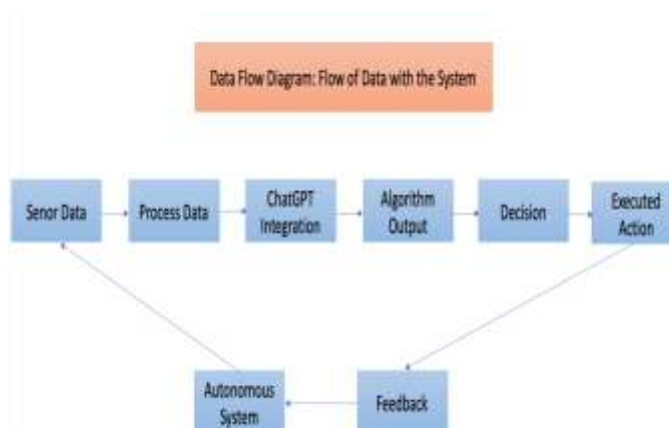 Data Flow Diagram: Flow of Data with the System
Senor Data
Process Data
ChatGPT
Integration
Algorithm
Output
Decision
Executed
Action
Autonomous
System
Feedback